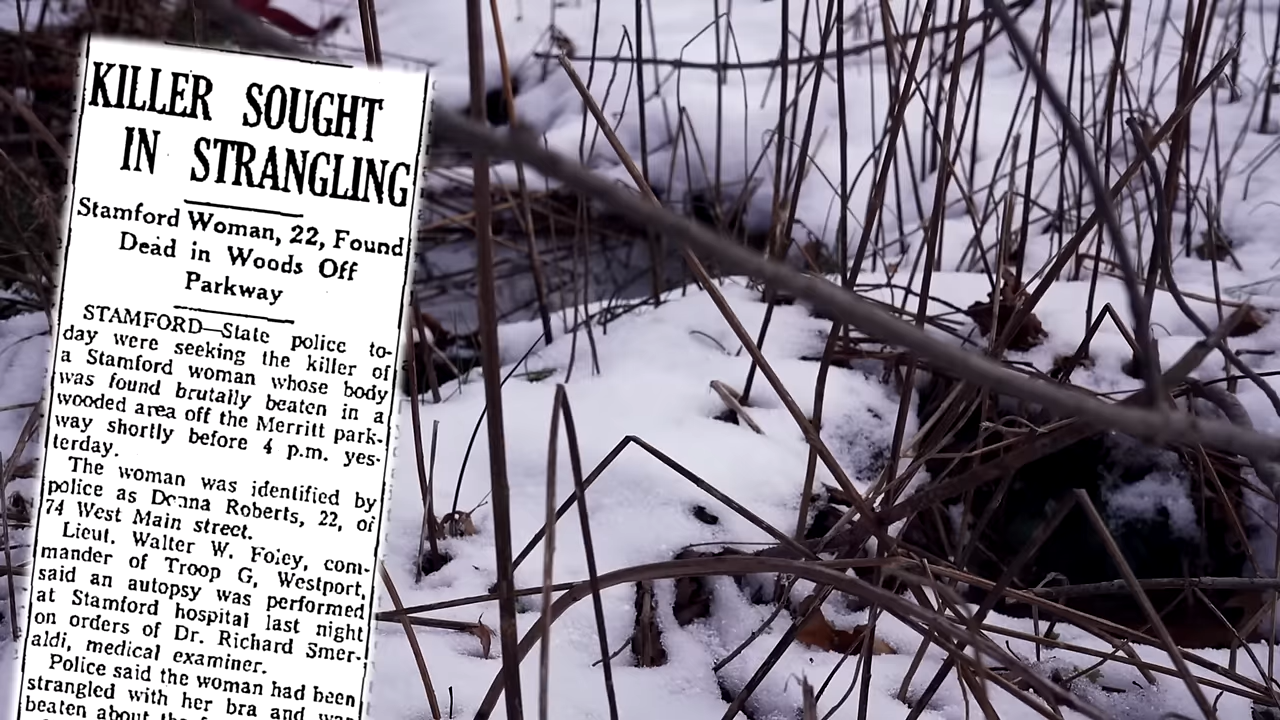 KILLER SOUGHT
IN STRANGLING
Stamford Woman, 22, Found
Dead in Woods Off
Parkway
STAMFORD—State police to-
day were seeking the killer of
a Stamford woman whose body
was found brutally beaten in a
wooded area off the Merritt park-
way shortly before 4 p.m. yes-
terday.
The woman was identified by
police as Donna Roberts, 22, of
74 West Main street.
Lieut. Walter W. Foley, com-
mander of Troop G, Westport,
said an autopsy was performed
at Stamford hospital last night
on orders of Dr. Richard Smer-
aldi, medical examiner.
Police said the woman had been
strangled with her bra and was
beaten about the